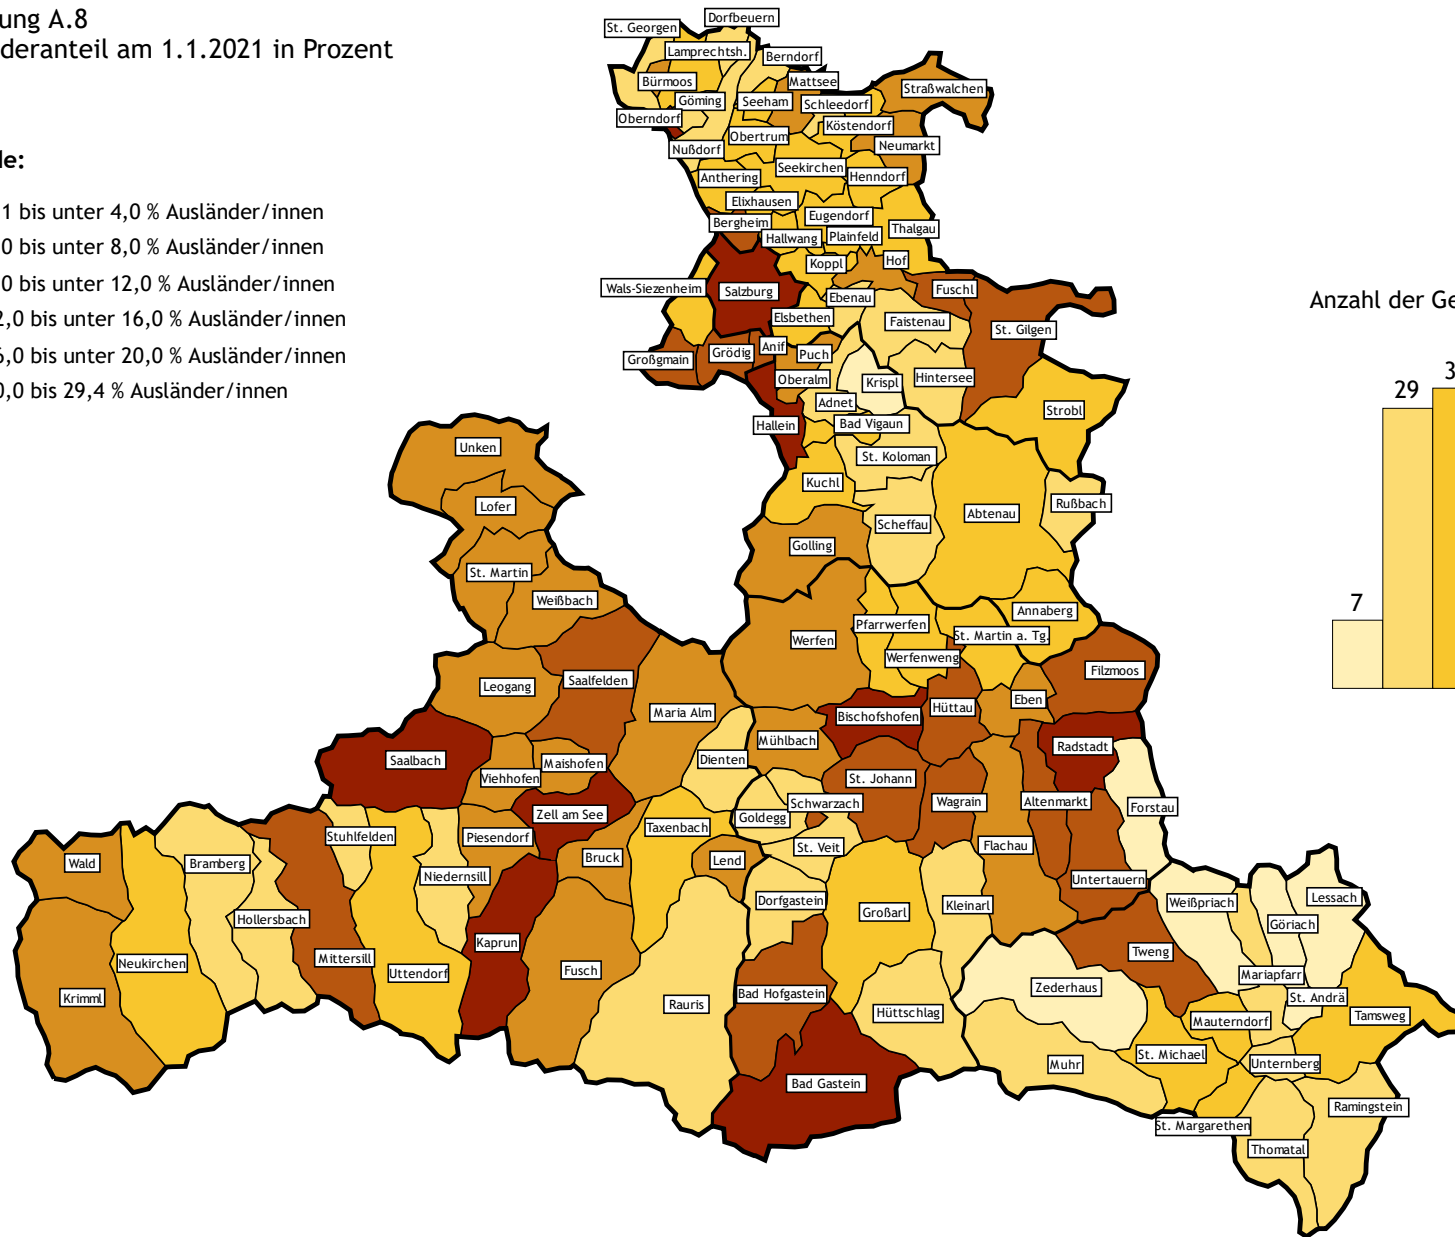 ung A.8
deranteil am 1.1.2021 in Prozent
le:
1 bis unter 4,0 % Ausländer/innen
0 bis unter 8,0 % Ausländer/innen
0 bis unter 12,0 % Ausländer/innen
2,0 bis unter 16,0 % Ausländer/innen
6,0 bis unter 20,0 % Ausländer/innen
0,0 bis 29,4 % Ausländer/innen
Anzahl der Ge
7
29
3
Dorfbeuern
St. Georgen
Lamprechtsh.
Berndorf
Bürmoos
Mattsee
Straßwalchen
Göming
Seeham
Schleedorf
Oberndorf
Köstendorf
Obertrum
Neumarkt
Nußdorf
Seekirchen
Anthering
Henndorf
Elixhausen
Eugendorf
Bergheim
Thalgau
Hallwang
Plainfeld
Koppl
Hof
Wals-Siezenheim
Salzburg
Fuschl
Ebenau
Elsbethen
Faistenau
St. Gilgen
Großgmain
Grödig
Anif
Puch
Oberalm
Krispl
Hintersee
Adnet
Strobl
Hallein
Bad Vigaun
Unken
St. Koloman
Kuchl
Lofer
Rußbach
Abtenau
Scheffau
Golling
St. Martin
Weißbach
Annaberg
Pfarrwerfen
Werfen
St. Martin a. Tg.
Werfenweng
Filzmoos
Saalfelden
Leogang
Eben
Hüttau
Maria Alm
Bischofshofen
Mühlbach
Radstadt
Saalbach
Dienten
Maishofen
Viehhofen
St. Johann
Schwarzach
Wagrain
Altenmarkt
Forstau
Zell am See
Goldegg
Taxenbach
Stuhlfelden
Piesendorf
Flachau
St. Veit
Bruck
Lend
Wald
Bramberg
Niedernsill
Untertauern
Dorfgastein
Lessach
Weißpriach
Kleinarl
Großarl
Hollersbach
Göriach
Kaprun
Tweng
Mittersill
Neukirchen
Uttendorf
Fusch
Mariapfarr
Zederhaus
Bad Hofgastein
Krimml
St. Andrä
Rauris
Hüttschlag
Tamsweg
Mauterndorf
St. Michael
Muhr
Unternberg
Bad Gastein
Ramingstein
St. Margarethen
Thomatal